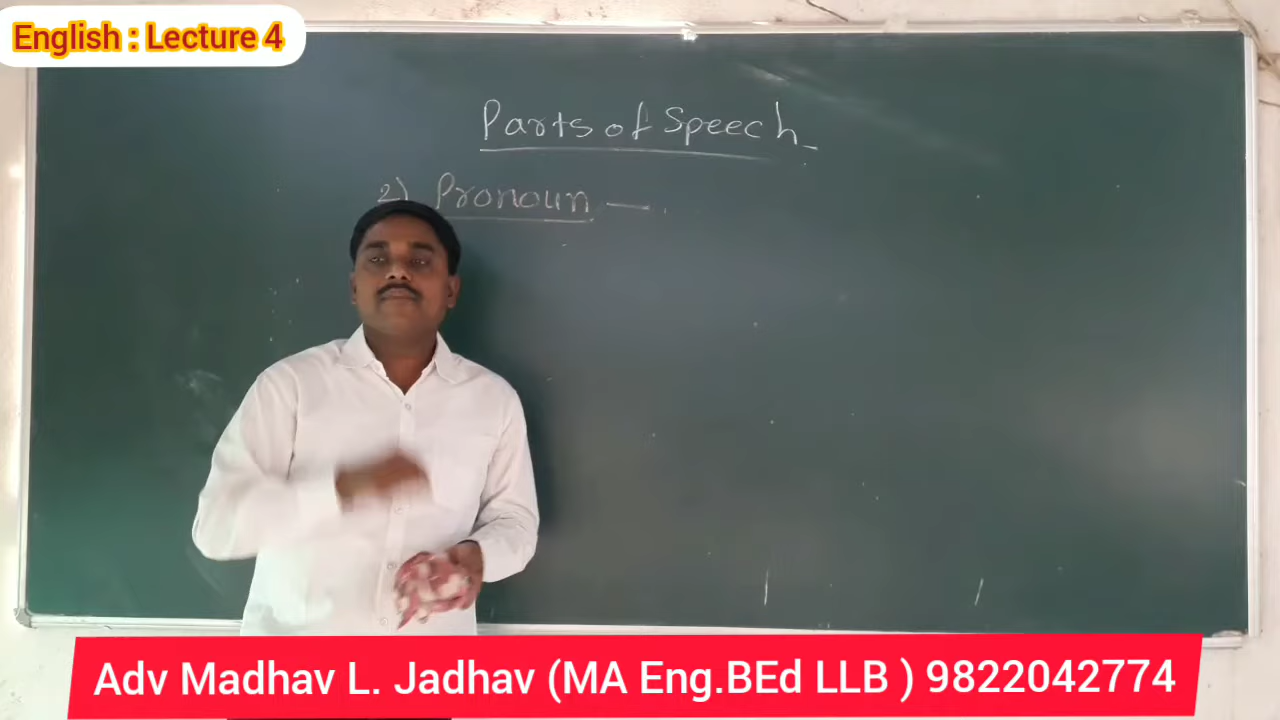 English : Lecture 4
Parts of Speech
2) Pronoun —
Adv Madhav L. Jadhav (MA Eng.BEd LLB ) 9822042774